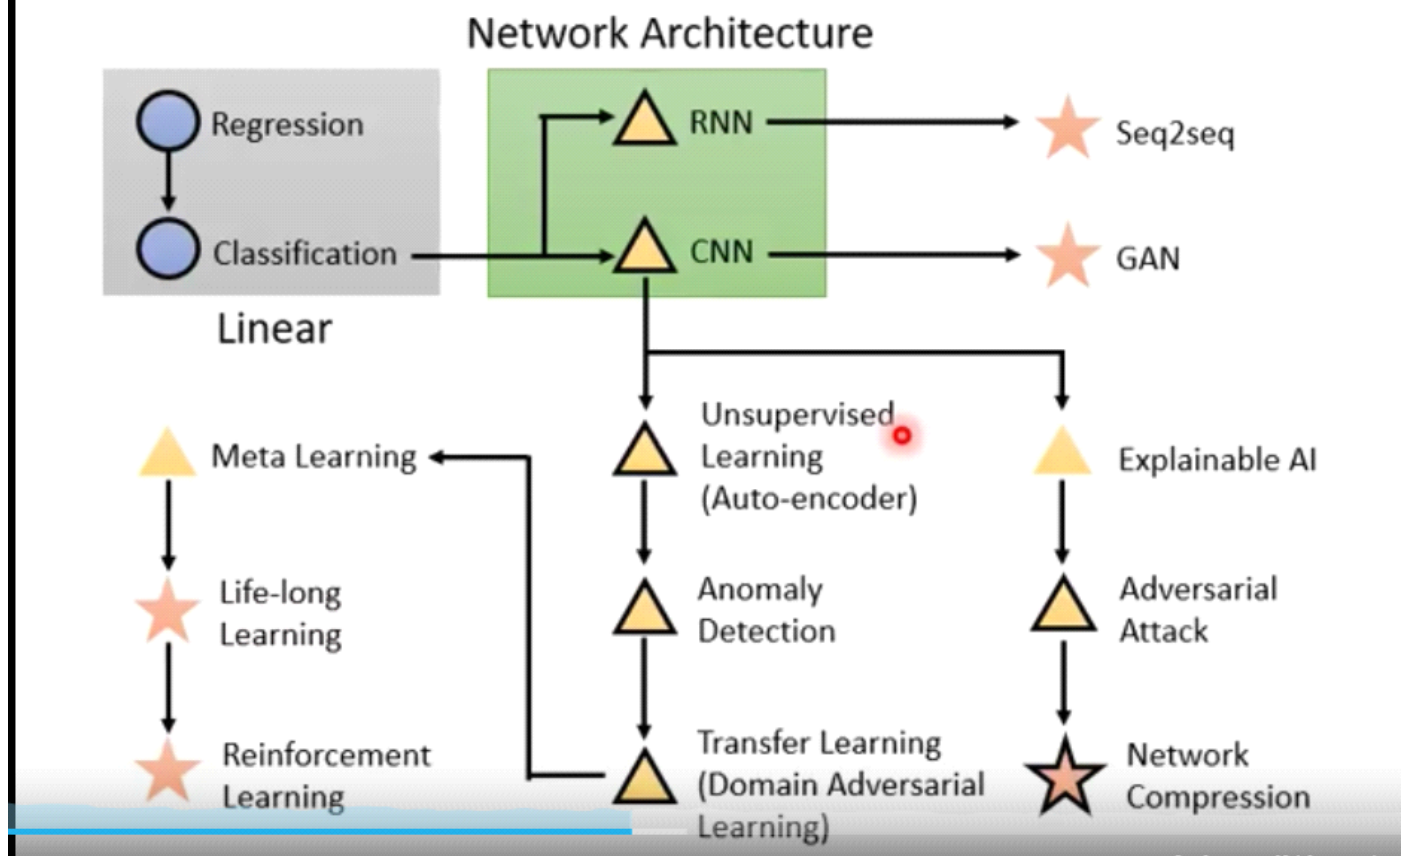 Network Architecture
Regression
RNN
Seq2seq
Classification
CNN
GAN
Linear
Meta Learning
Unsupervised
Learning
(Auto-encoder)
Explainable AI
Life-long
Learning
Anomaly
Detection
Adversarial
Attack
Reinforcement
Learning
Transfer Learning
(Domain Adversarial
Learning)
Network
Compression